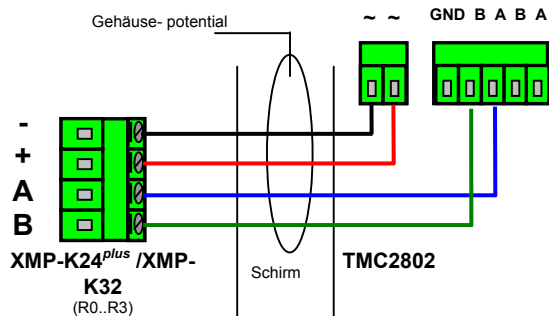 Gehäuse- potential
~ ~
GND B A B A
-
+
A
B
XMP-K24plus /XMP-
K32
(R0..R3)
Schirm
TMC2802